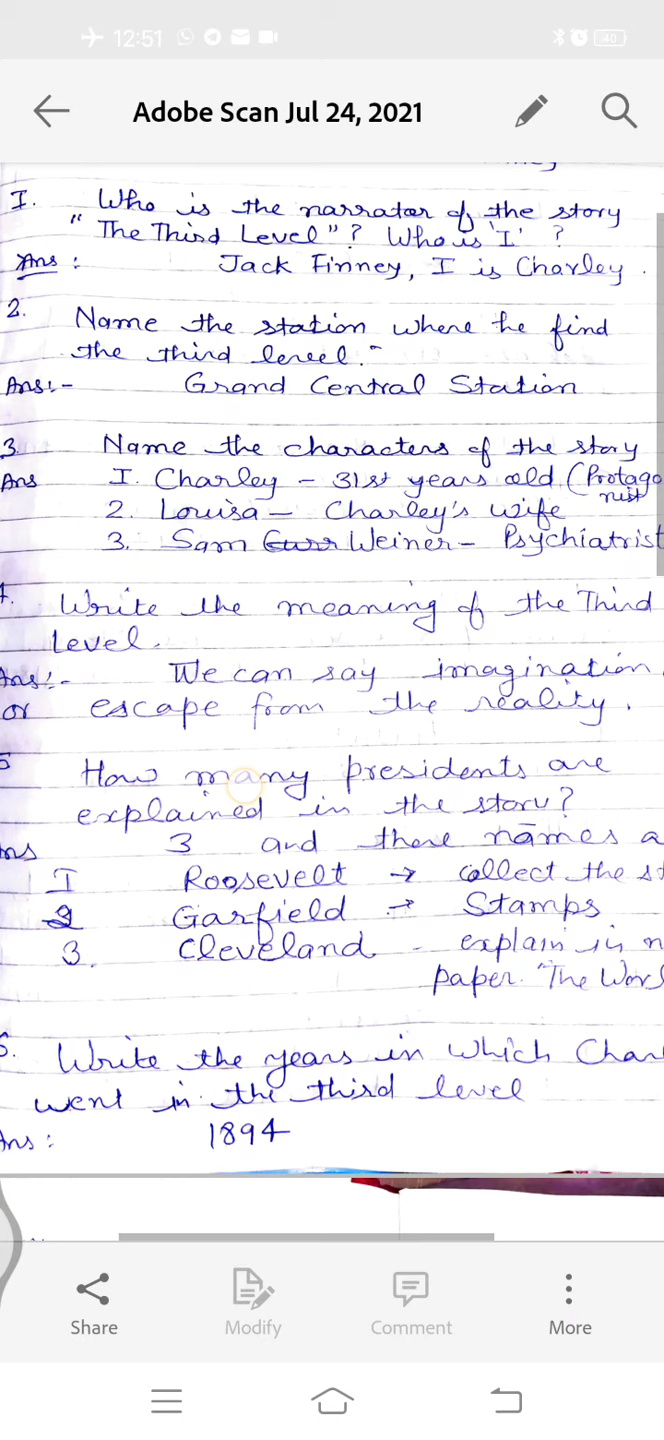 12:51
40
Adobe Scan Jul 24, 2021
I. Who is the narrator of the story
" The Third Level"? Who is 'I' ?
Ans : Jack Finney, I is Charley .
2. Name the station where he find
the third level."
Ans:- Grand Central Station
3. Name the characters of the story
Ans I. Charley - 31st years old (Protago
nist
2. Louisa - Charley's wife
3. Sam Weiner - Psychiatrist
Write the meaning of the Third
Level.
Ans:- We can say imagination
or escape from the reality.
5 How many presidents are
explained in the story?
Ans 3 and there names a
I Roosevelt → collect the st
2 Garfield → Stamps
3. Cleveland - explain in n
paper. "The Worl
6. Write the years in which Char
went in the third level
Ans : 1894
Share
Modify
Comment
More